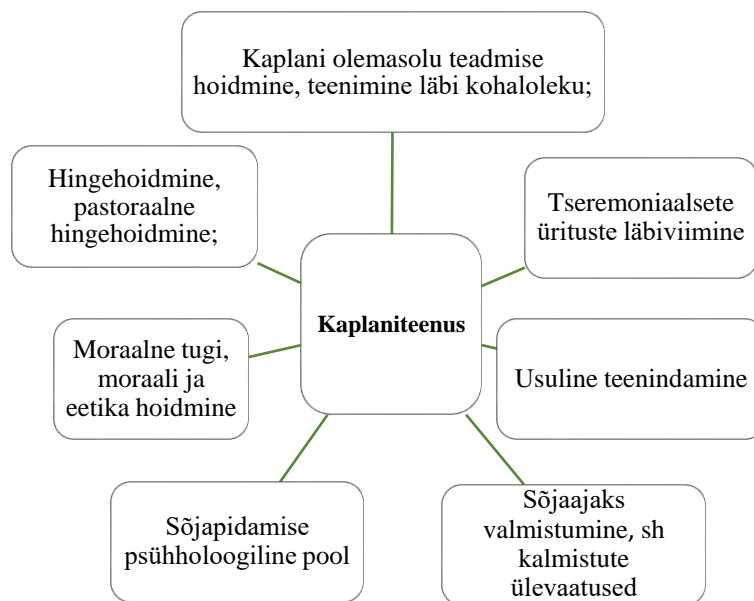 Kaplani olemasolu teadmise
hoidmine, teenimine läbi kohaloleku;
Hingehoidmine,
pastoraalne
hingehoidmine;
Tseremoniaalsete
ürituste läbiviimine
Kaplaniteenus
Moraalne tugi,
moraali ja
eetika hoidmine
Usuline teenindamine
Sõjapidamise
psühholoogiline pool
Sõjaajaks
valmistumine, sh
kalmistute
ülevaatused